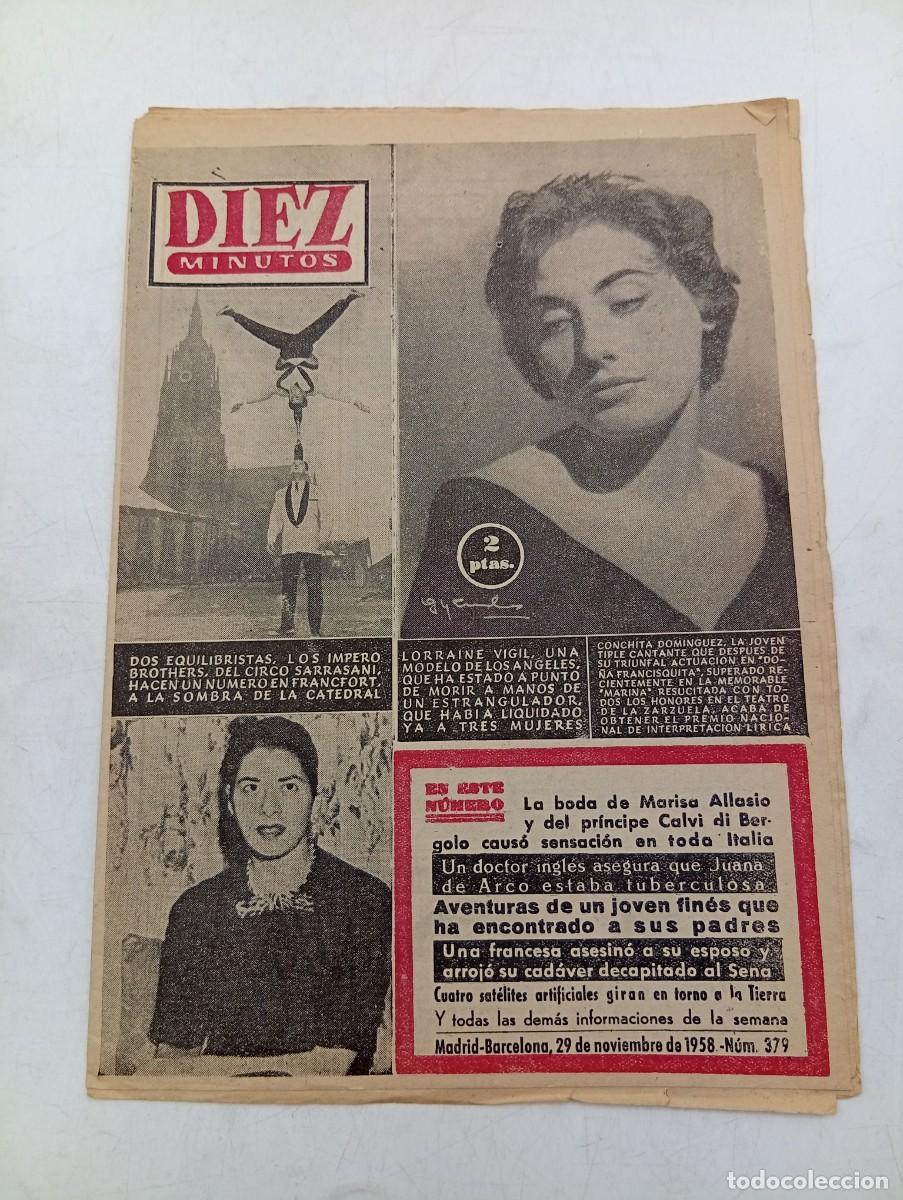 DIEZ
MINUTOS
2
ptas.
DOS EQUILIBRISTAS, LOS IMPERO
BROTHERS, DEL CIRCO SARRASANI,
HACEN UN NUMERO EN FRANCFORT,
A LA SOMBRA DE LA CATEDRAL
LORRAINE VIGIL, UNA
MODELO DE LOS ANGELES,
QUE HA ESTADO A PUNTO
DE MORIR A MANOS DE
UN ESTRANGULADOR,
QUE HABIA LIQUIDADO
YA A TRES MUJERES
CONCHITA DOMINGUEZ, LA JOVEN
TIPLE CANTANTE QUE DESPUES DE
SU TRIUNFAL ACTUACION EN "DO-
ÑA FRANCISQUITA", SUPERADO RE-
CIENTEMENTE EN LA MEMORABLE
"MARINA" RESUCITADA CON TO-
DOS LOS HONORES EN EL TEATRO
DE LA ZARZUELA, ACABA DE
OBTENER EL PREMIO NACIO-
NAL DE INTERPRETACION LIRICA
EN ESTE
NÚMERO
La boda de Marisa Allasio
y del príncipe Calvi di Ber-
golo causó sensación en toda Italia
Un doctor inglés asegura que Juana
de Arco estaba tuberculosa
Aventuras de un joven finés que
ha encontrado a sus padres
Una francesa asesinó a su esposo y
arrojó su cadáver decapitado al Sena
Cuatro satélites artificiales giran en torno a la Tierra
Y todas las demás informaciones de la semana
Madrid-Barcelona, 29 de noviembre de 1958.-Núm. 379
todocoleccion